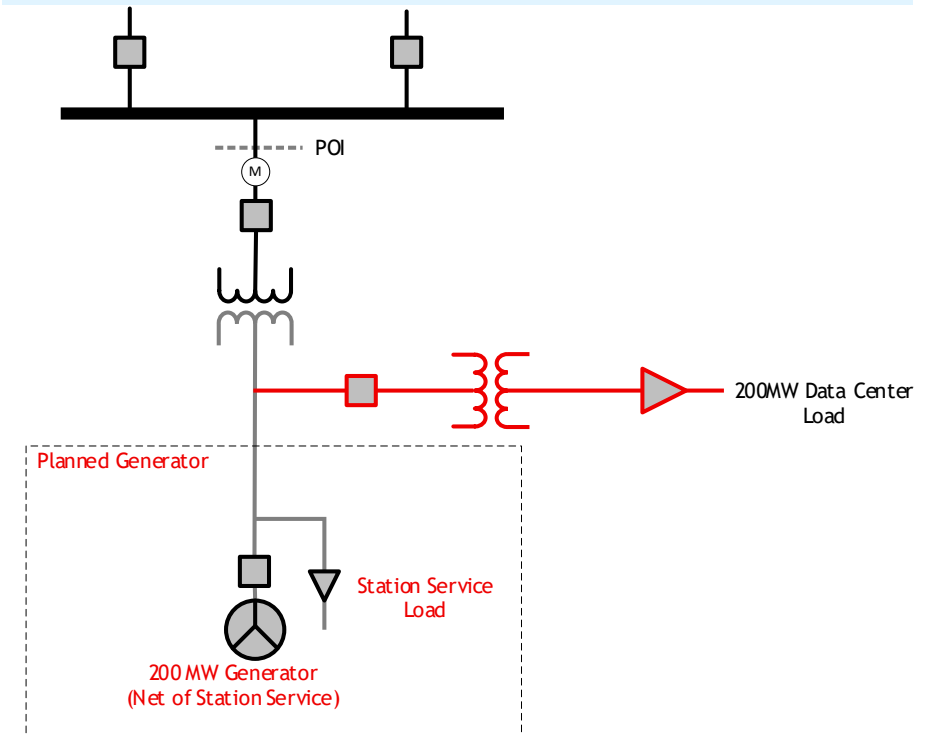 POI
M
200MW Data Center
Load
Planned Generator
Station Service
Load
200 MW Generator
(Net of Station Service)